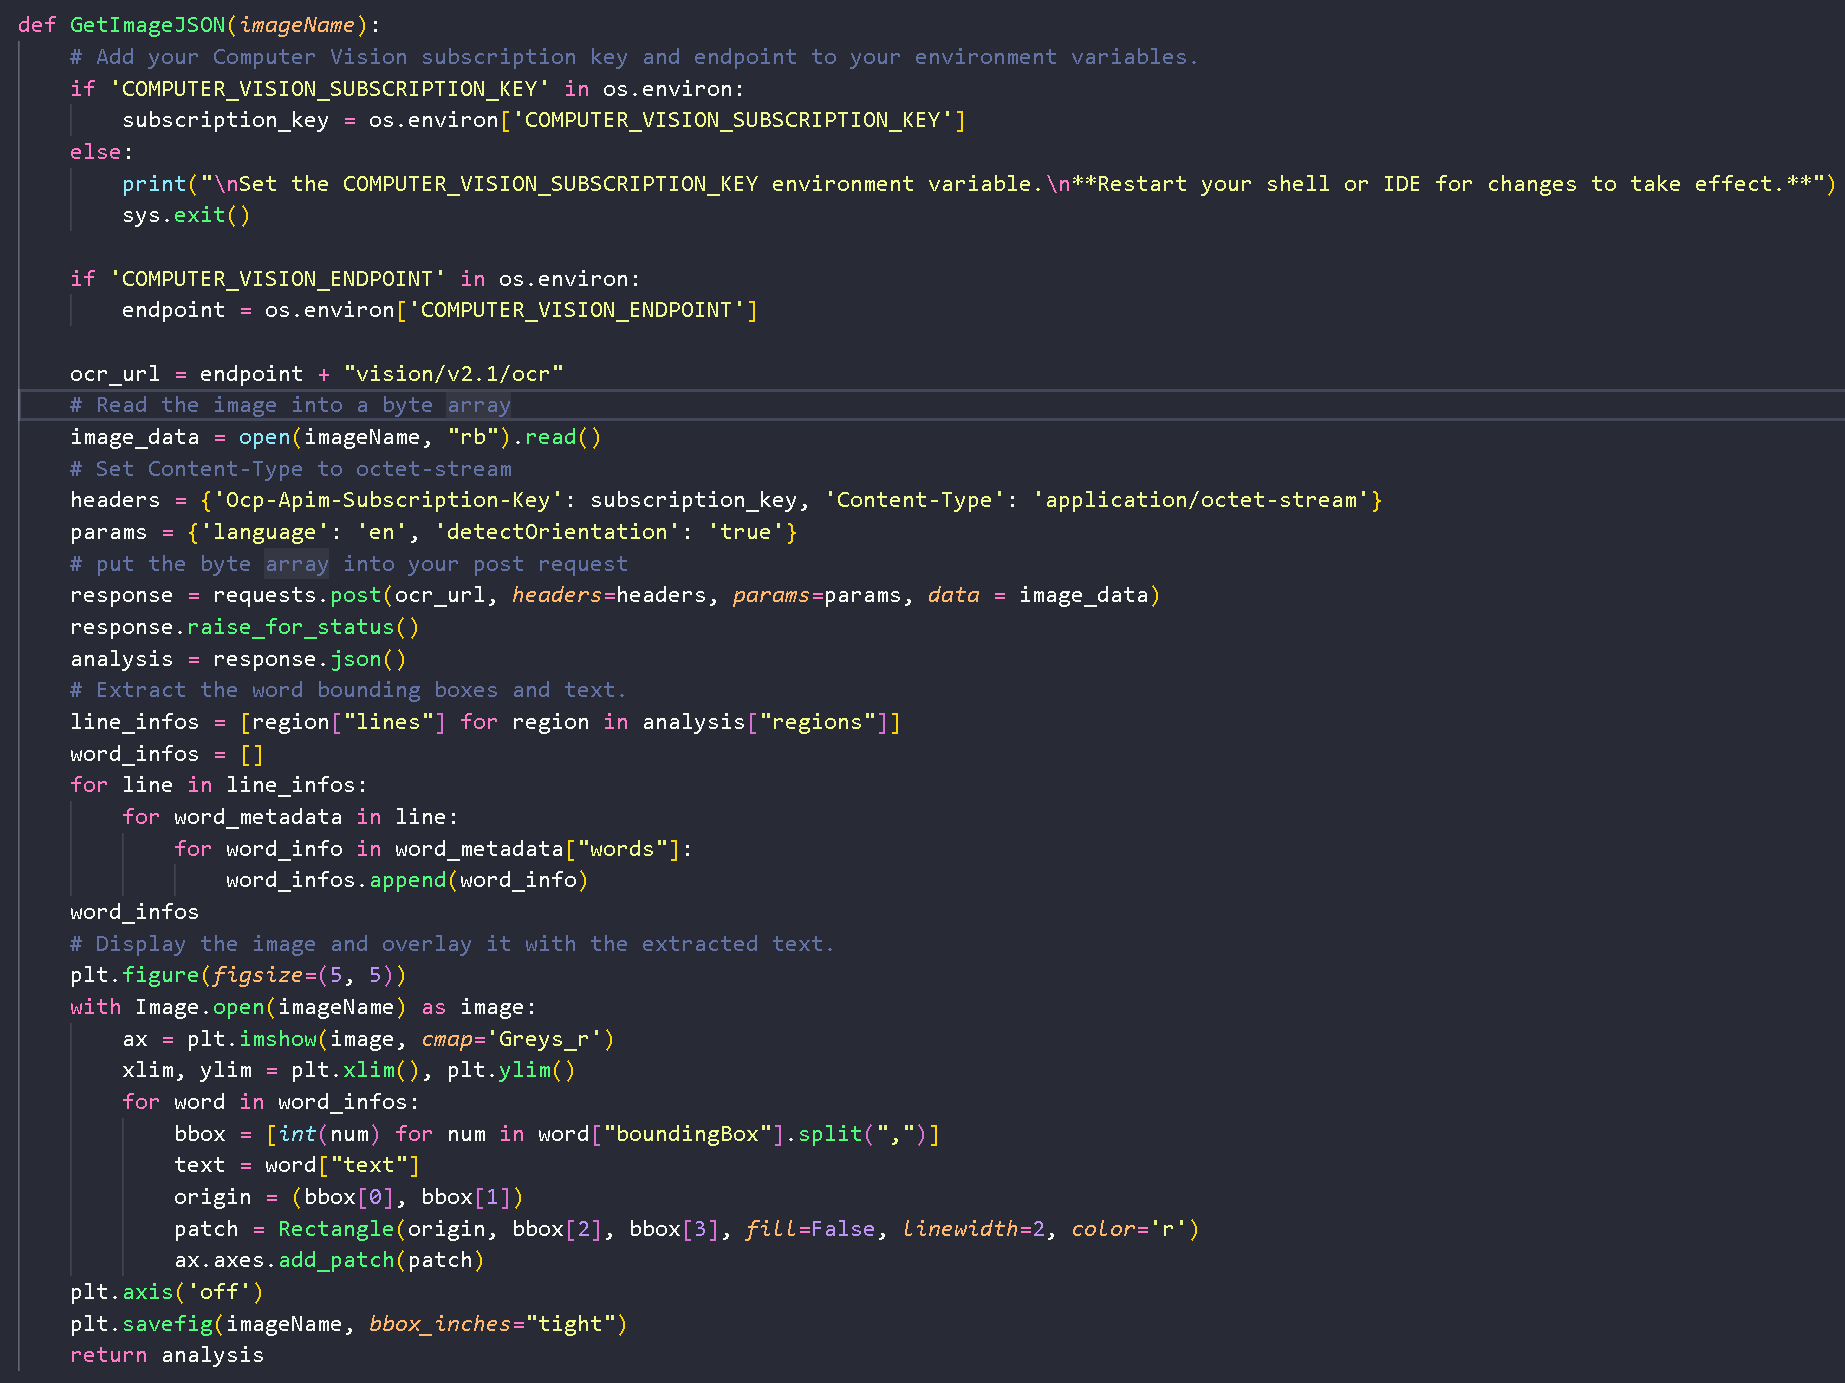 def GetImageJSON(imageName):
    # Add your Computer Vision subscription key and endpoint to your environment variables.
    if 'COMPUTER_VISION_SUBSCRIPTION_KEY' in os.environ:
        subscription_key = os.environ['COMPUTER_VISION_SUBSCRIPTION_KEY']
    else:
        print("\nSet the COMPUTER_VISION_SUBSCRIPTION_KEY environment variable.\n**Restart your shell or IDE for changes to take effect.**")
        sys.exit()

    if 'COMPUTER_VISION_ENDPOINT' in os.environ:
        endpoint = os.environ['COMPUTER_VISION_ENDPOINT']

    ocr_url = endpoint + "vision/v2.1/ocr"
    # Read the image into a byte array
    image_data = open(imageName, "rb").read()
    # Set Content-Type to octet-stream
    headers = {'Ocp-Apim-Subscription-Key': subscription_key, 'Content-Type': 'application/octet-stream'}
    params = {'language': 'en', 'detectOrientation': 'true'}
    # put the byte array into your post request
    response = requests.post(ocr_url, headers=headers, params=params, data = image_data)
    response.raise_for_status()
    analysis = response.json()
    # Extract the word bounding boxes and text.
    line_infos = [region["lines"] for region in analysis["regions"]]
    word_infos = []
    for line in line_infos:
        for word_metadata in line:
            for word_info in word_metadata["words"]:
                word_infos.append(word_info)
    word_infos
    # Display the image and overlay it with the extracted text.
    plt.figure(figsize=(5, 5))
    with Image.open(imageName) as image:
        ax = plt.imshow(image, cmap='Greys_r')
        xlim, ylim = plt.xlim(), plt.ylim()
        for word in word_infos:
            bbox = [int(num) for num in word["boundingBox"].split(",")]
            text = word["text"]
            origin = (bbox[0], bbox[1])
            patch = Rectangle(origin, bbox[2], bbox[3], fill=False, linewidth=2, color='r')
            ax.axes.add_patch(patch)
    plt.axis('off')
    plt.savefig(imageName, bbox_inches="tight")
    return analysis